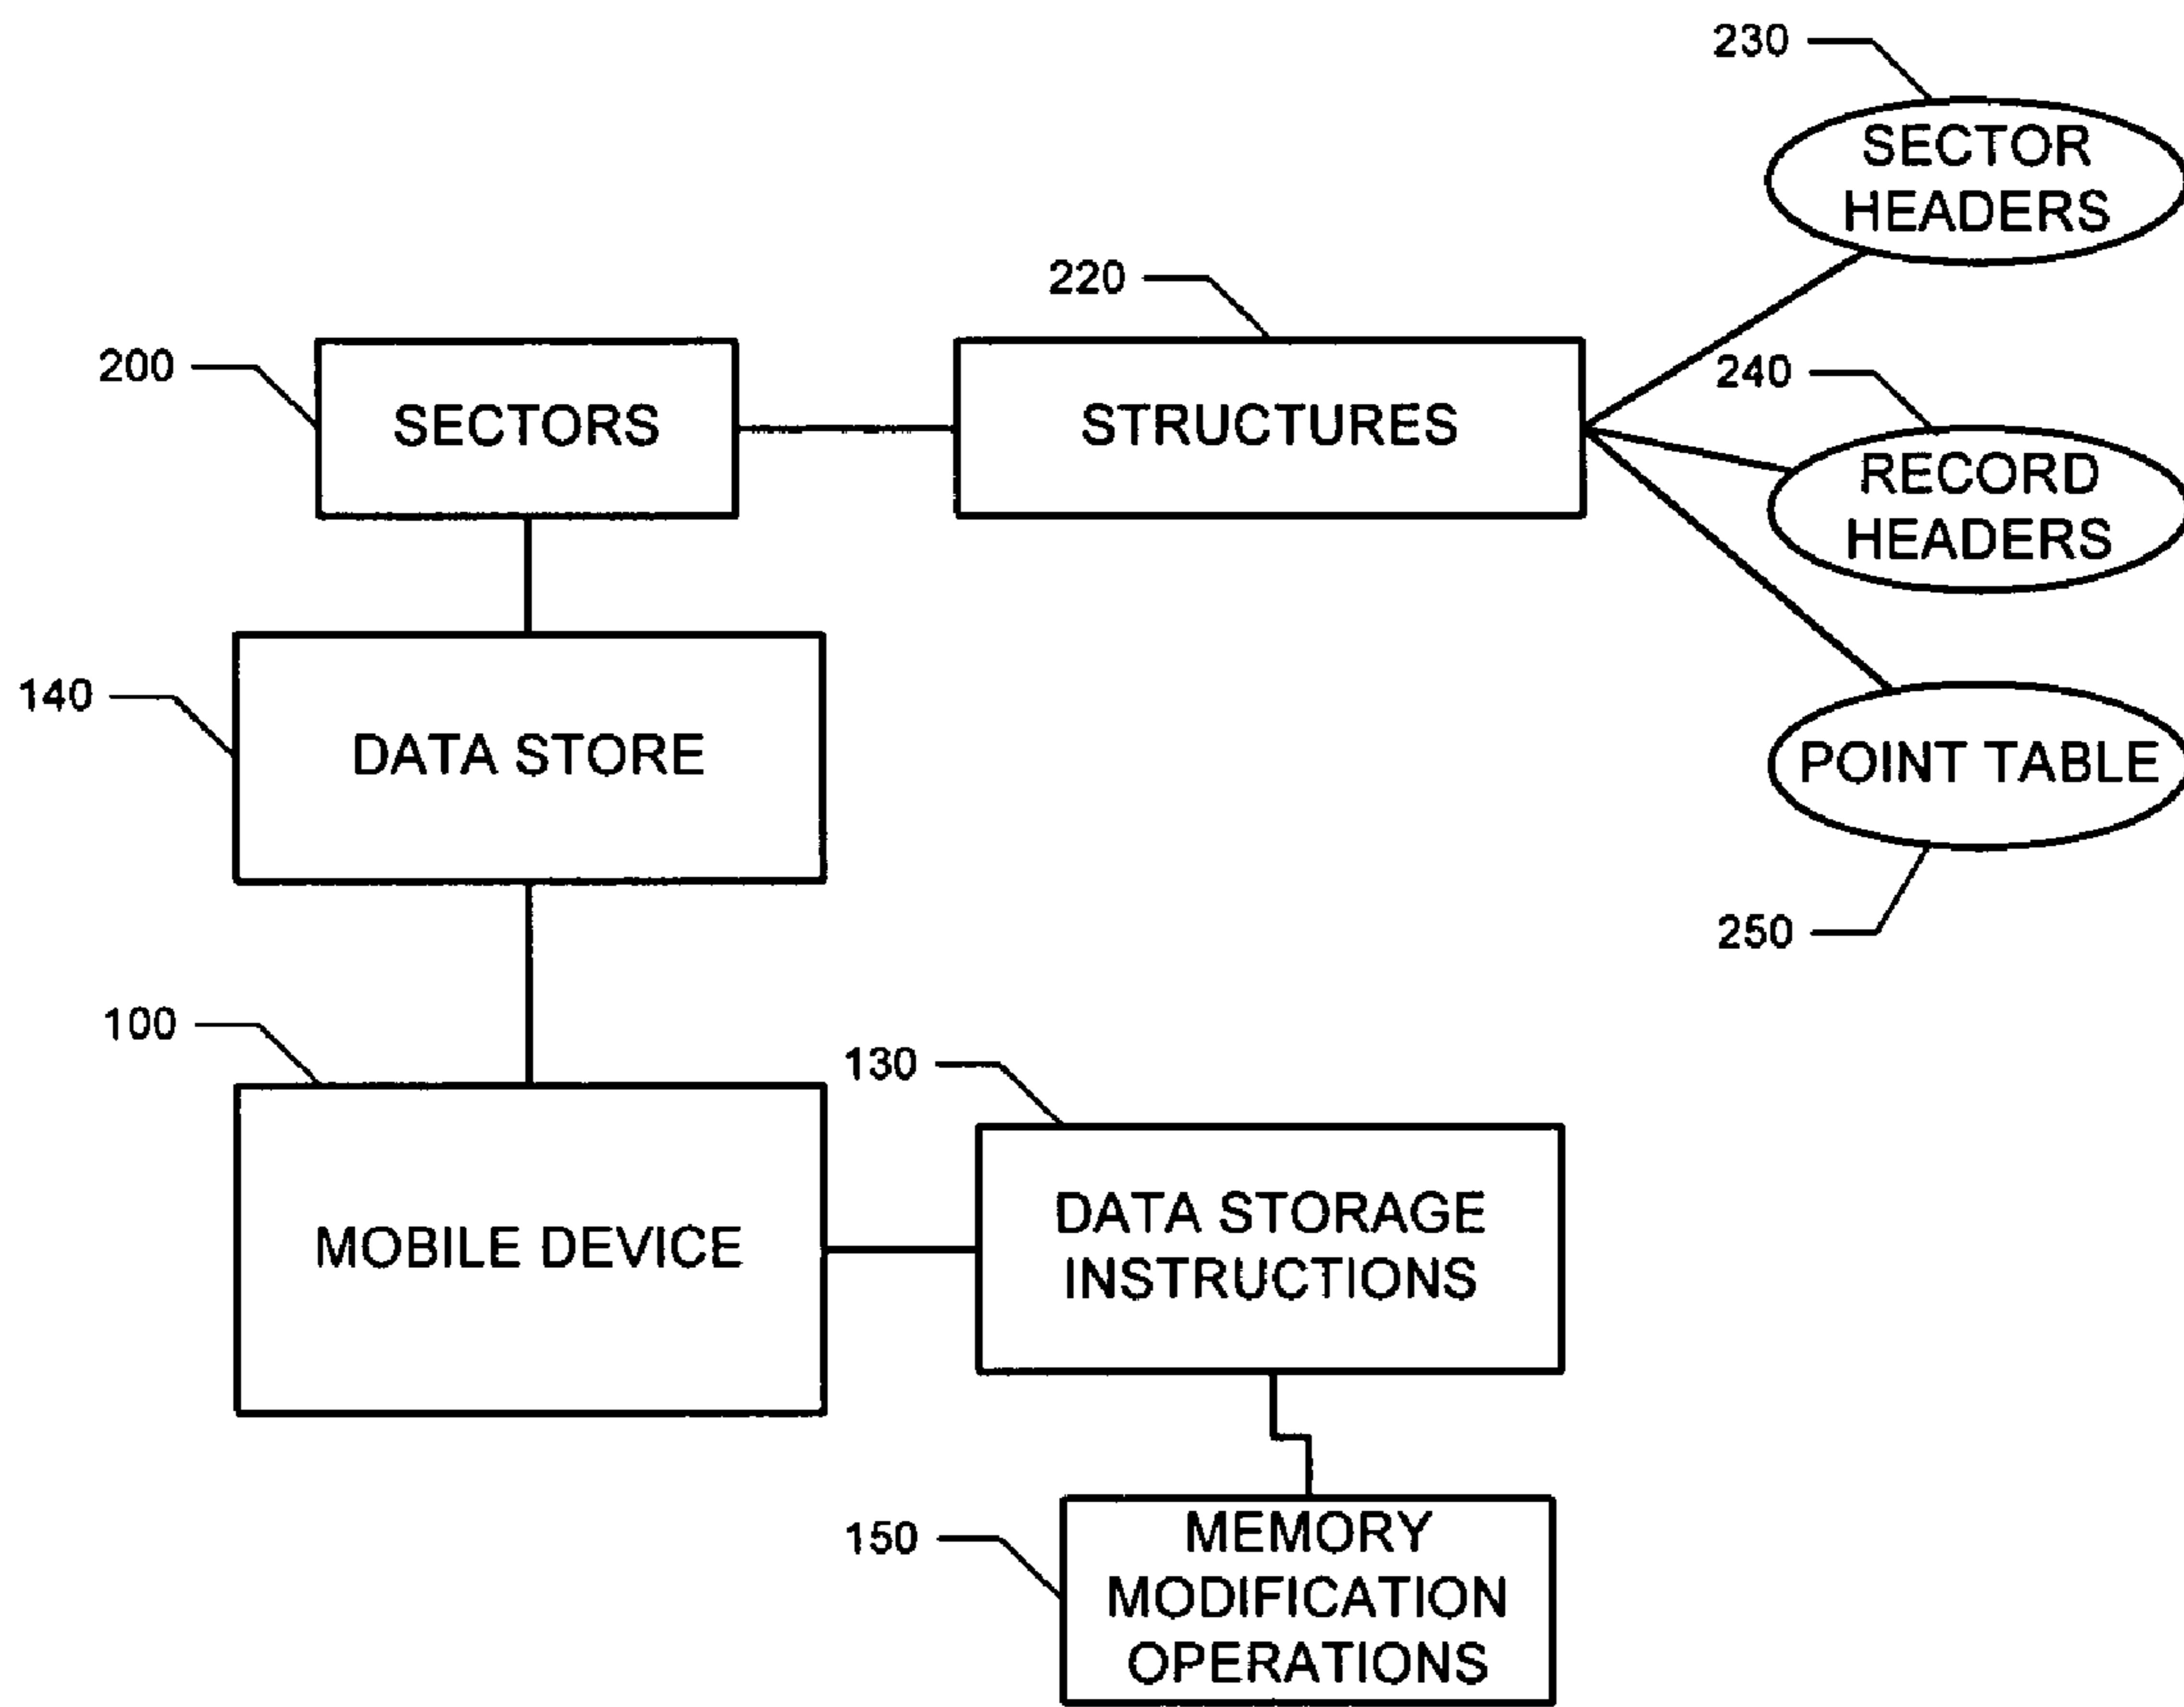 230
SECTOR
HEADERS
220
200
SECTORS
STRUCTURES
240
RECORD
HEADERS
140
DATA STORE
POINT TABLE
250
100
130
MOBILE DEVICE
DATA STORAGE
INSTRUCTIONS
150
MEMORY
MODIFICATION
OPERATIONS